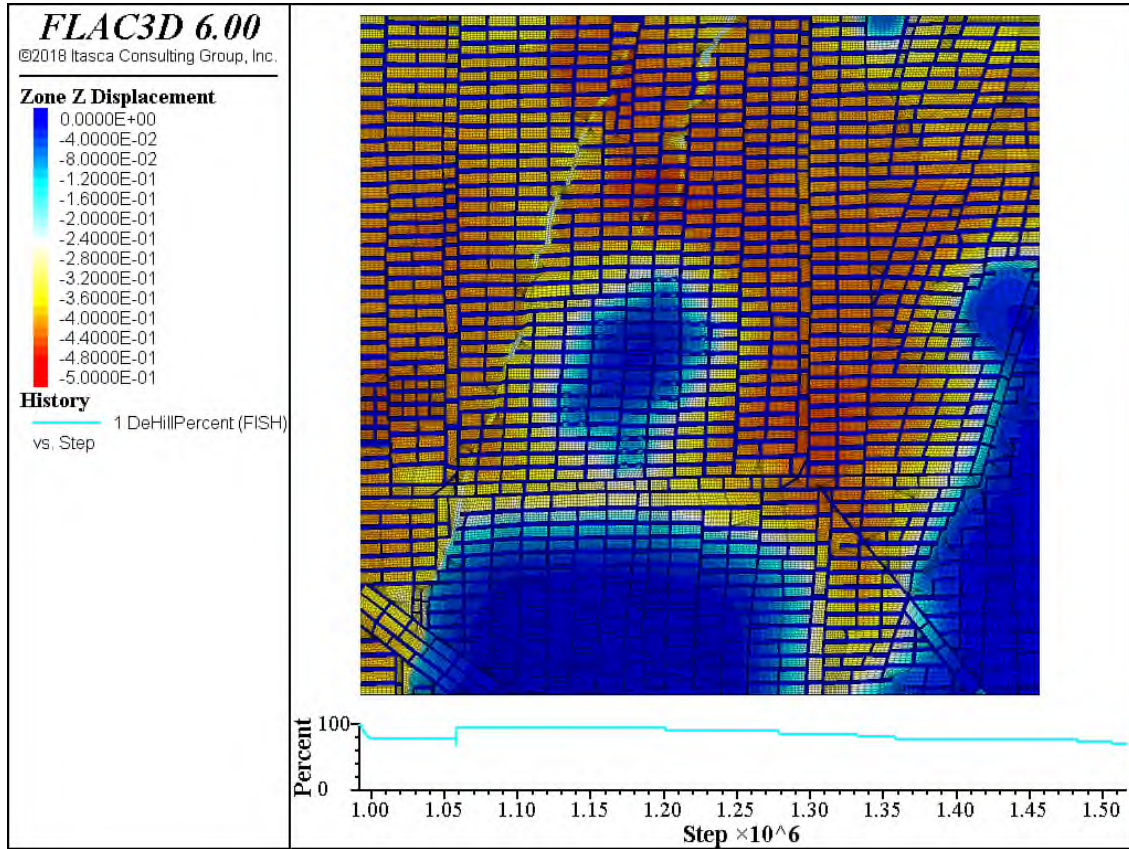 FLAC3D 6.00
©2018 Itasca Consulting Group, Inc.
Zone Z Displacement
0.0000E+00
-4.0000E-02
-8.0000E-02
-1.2000E-01
-1.6000E-01
-2.0000E-01
-2.4000E-01
-2.8000E-01
-3.2000E-01
-3.6000E-01
-4.0000E-01
-4.4000E-01
-4.8000E-01
-5.0000E-01
History
1 DeHillPercent (FISH)
vs. Step
Percent
100
0
1.00 1.05 1.10 1.15 1.20 1.25 1.30 1.35 1.40 1.45 1.50
Step ×10^6